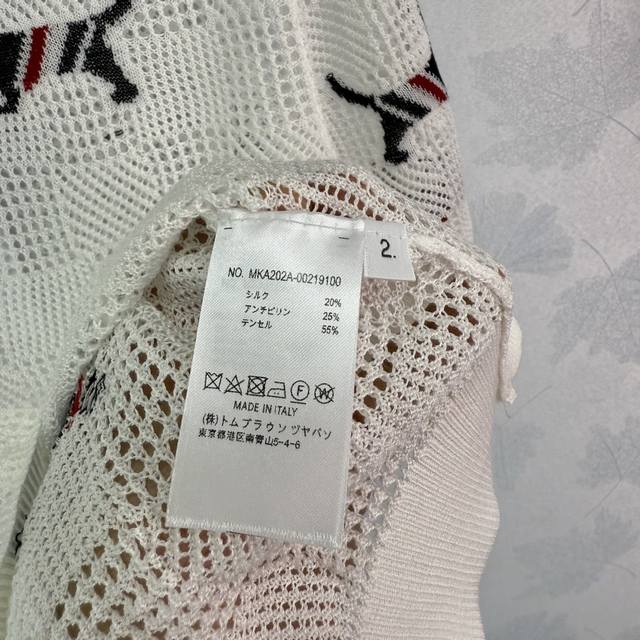 2.
NO. MKA202A-00219100
シルク 20%
アンチビリン 25%
テンセル 55%
MADE IN ITALY
(株)トムブラウンツヤパソ
東京都港区幽青山5-4-6